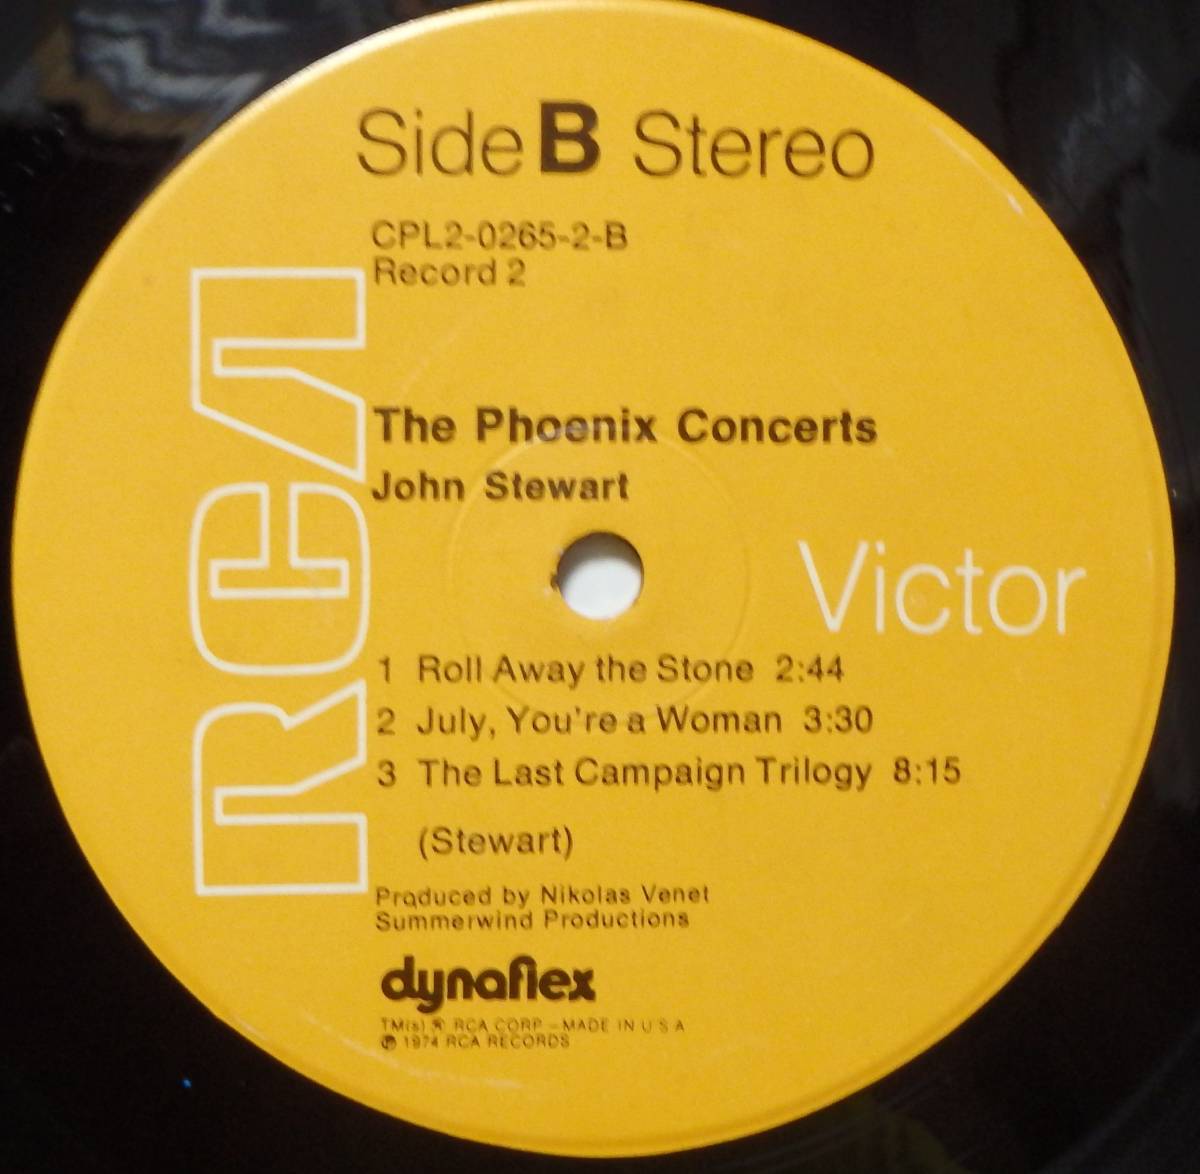 Side B Stereo
CPL2-0265-2-B
Record 2
RCA
The Phoenix Concerts
John Stewart
Victor
1 Roll Away the Stone 2:44
2 July, You're a Woman 3:30
3 The Last Campaign Trilogy 8:15
(Stewart)
Produced by Nikolas Venet
Summerwind Productions
dynaflex
TM(s) ® RCA CORP – MADE IN U S A
℗ 1974 RCA RECORDS